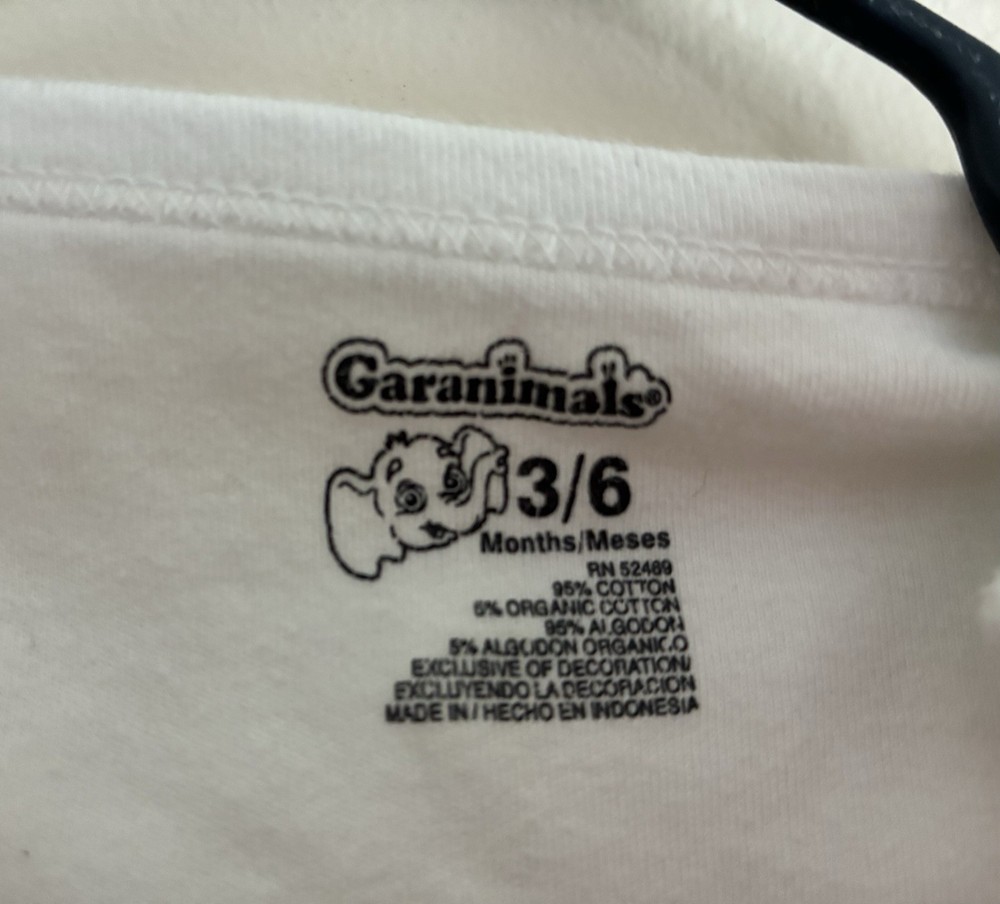 Garanimals®
3/6
Months/Meses
RN 52469
95% COTTON
5% ORGANIC COTTON
95% ALGODON
5% ALGODON ORGANICO
EXCLUSIVE OF DECORATION/
EXCLUYENDO LA DECORACION
MADE IN / HECHO EN INDONESIA